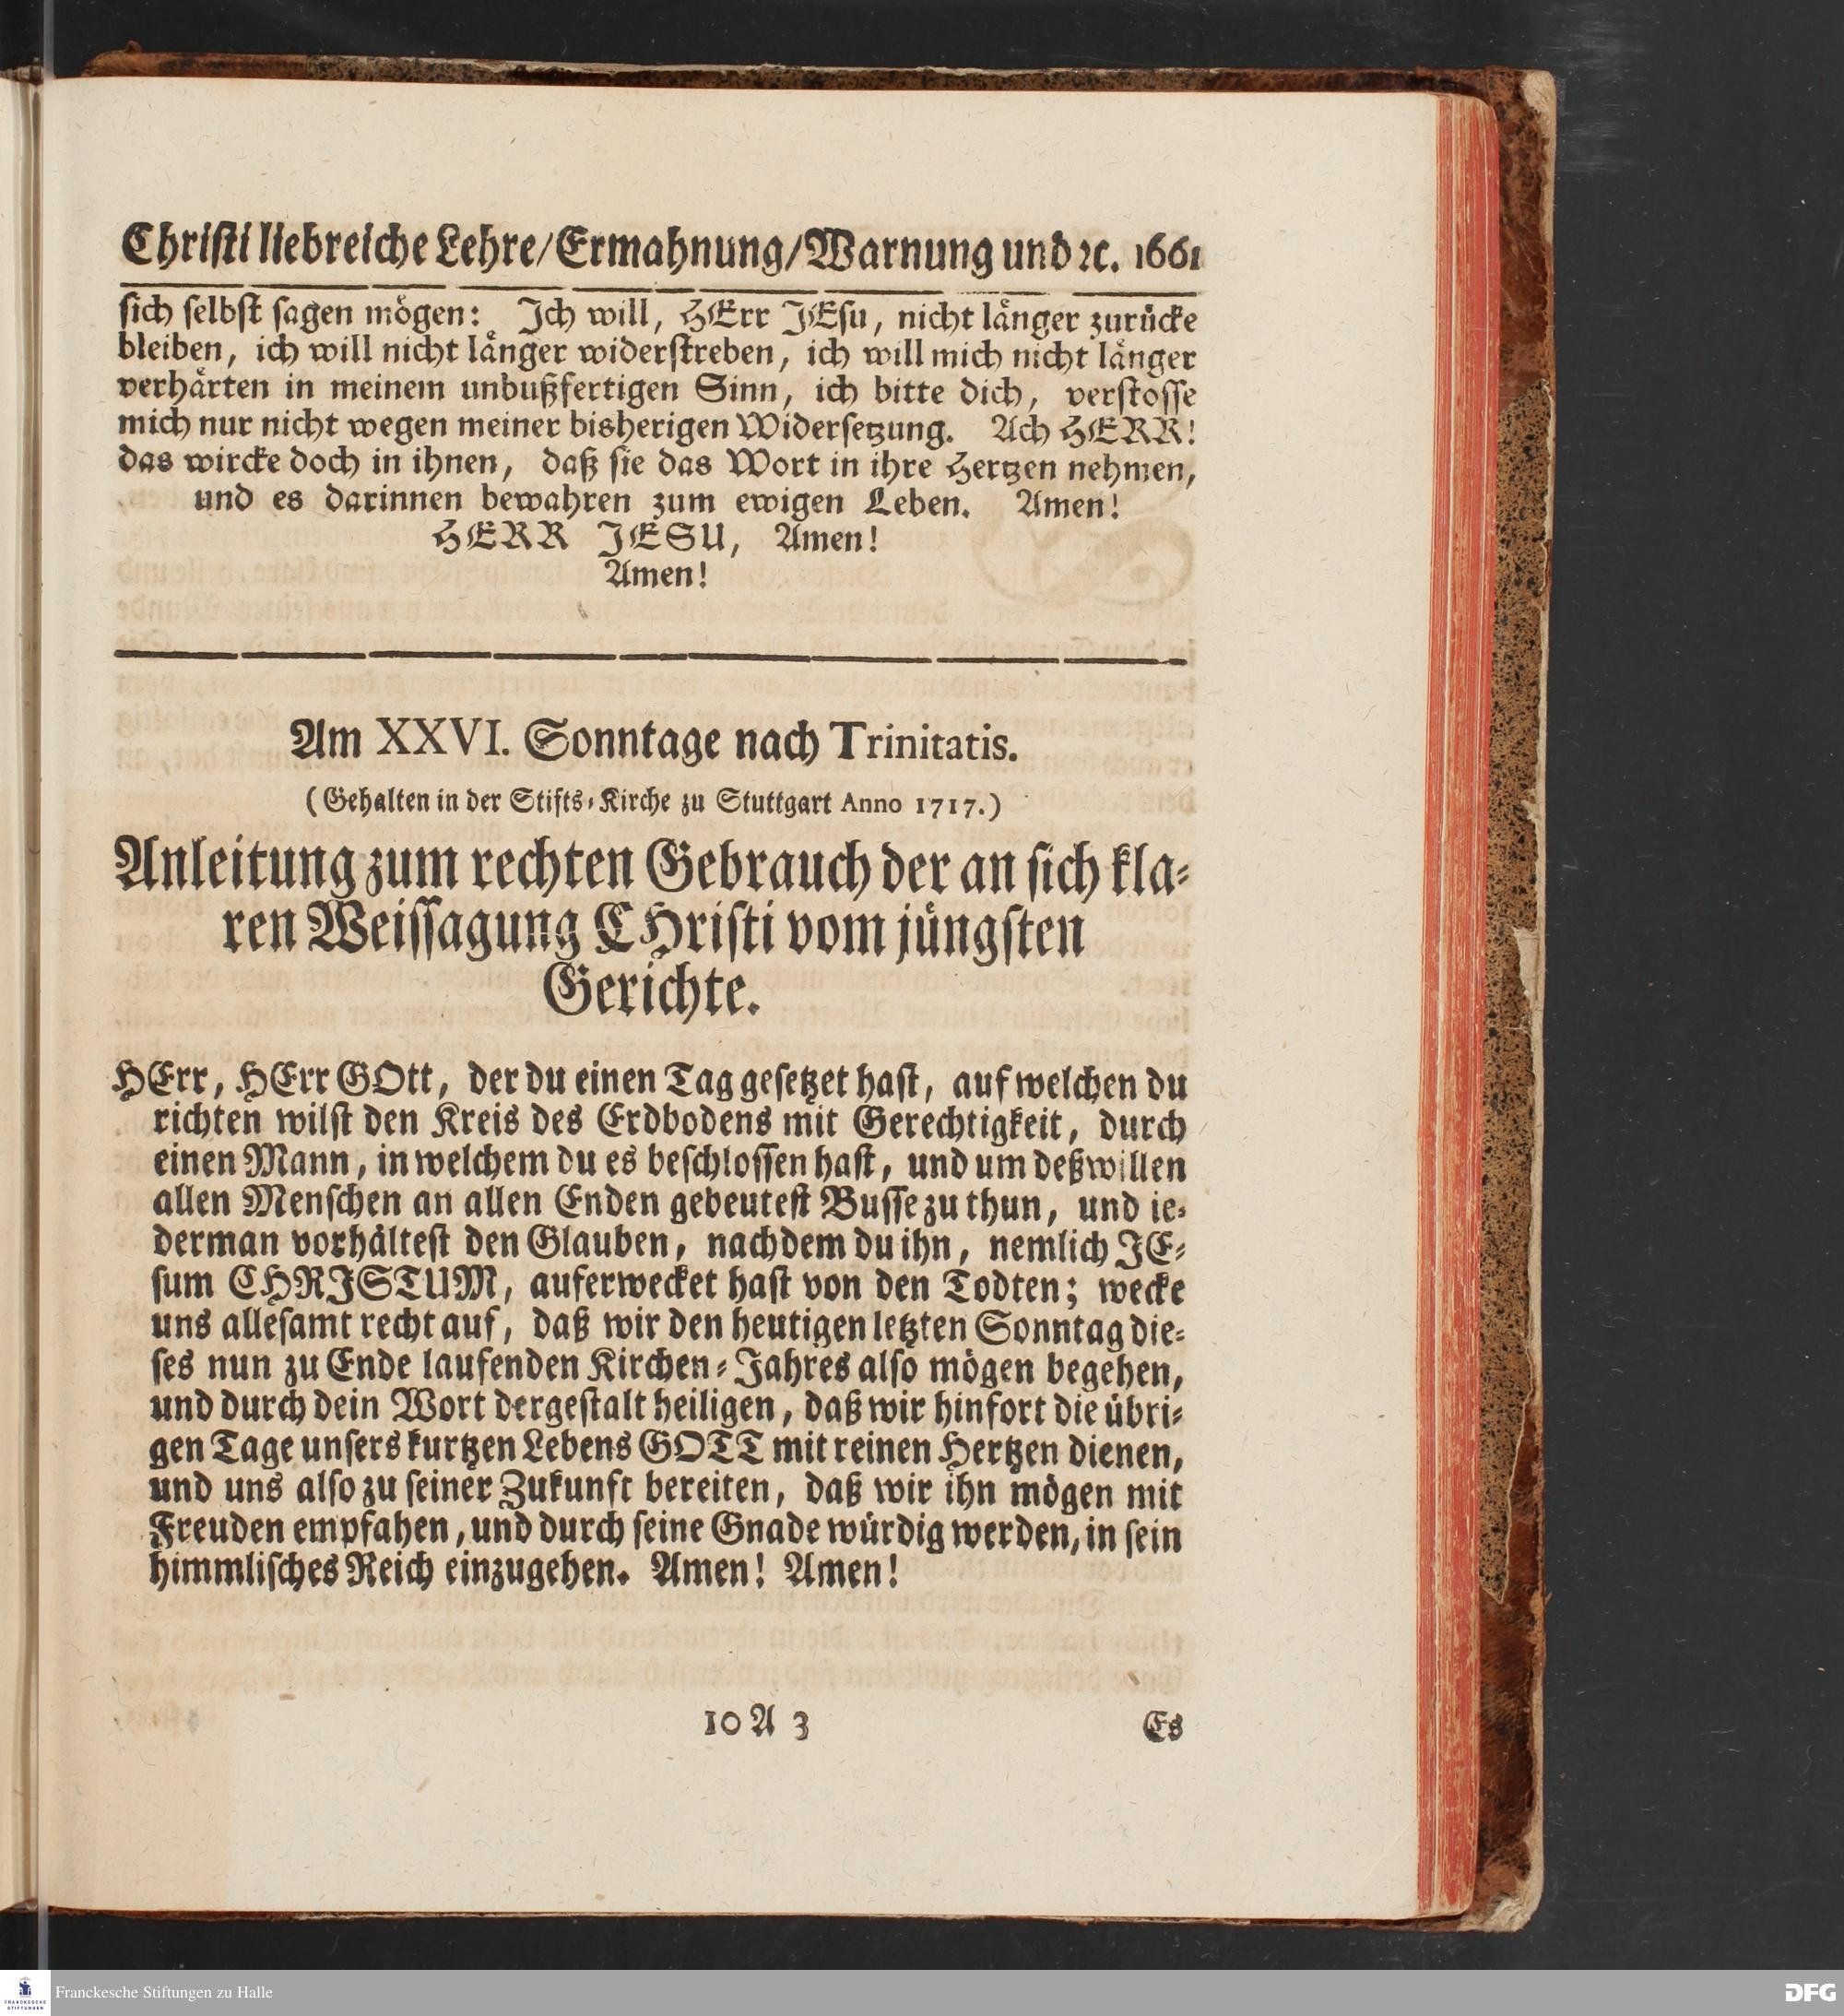 Christi liebreiche Lehre/Ermahnung/Warnung und ꝛc. 1661
sich selbst sagen mögen: Ich will, HErr JEsu, nicht länger zurücke
bleiben, ich will nicht länger widerstreben, ich will mich nicht länger
verhärten in meinem unbußfertigen Sinn, ich bitte dich, verstosse
mich nur nicht wegen meiner bisherigen Widersetzung. Ach HERR!
das wircke doch in ihnen, daß sie das Wort in ihre Hertzen nehmen,
und es darinnen bewahren zum ewigen Leben. Amen!
HERR JESU, Amen!
Amen!
Am XXVI. Sonntage nach Trinitatis.
(Gehalten in der Stifts-Kirche zu Stuttgart Anno 1717.)
Anleitung zum rechten Gebrauch der an sich kla-
ren Weissagung CHristi vom jüngsten
Gerichte.
HErr, HErr GOtt, der du einen Tag gesetzet hast, auf welchen du
richten wilst den Kreis des Erdbodens mit Gerechtigkeit, durch
einen Mann, in welchem du es beschlossen hast, und um deßwillen
allen Menschen an allen Enden gebeutest Busse zu thun, und ie-
derman vorhältest den Glauben, nachdem du ihn, nemlich JE-
sum CHRISTUM, auferwecket hast von den Todten; wecke
uns allesamt recht auf, daß wir den heutigen letzten Sonntag die-
ses nun zu Ende laufenden Kirchen-Jahres also mögen begehen,
und durch dein Wort dergestalt heiligen, daß wir hinfort die übri-
gen Tage unsers kurtzen Lebens GOTT mit reinen Hertzen dienen,
und uns also zu seiner Zukunft bereiten, daß wir ihn mögen mit
Freuden empfahen, und durch seine Gnade würdig werden, in sein
himmlisches Reich einzugehen. Amen! Amen!
10 A 3 Es
FRANCKESCHE STIFTUNGEN
Franckesche Stiftungen zu Halle
DFG